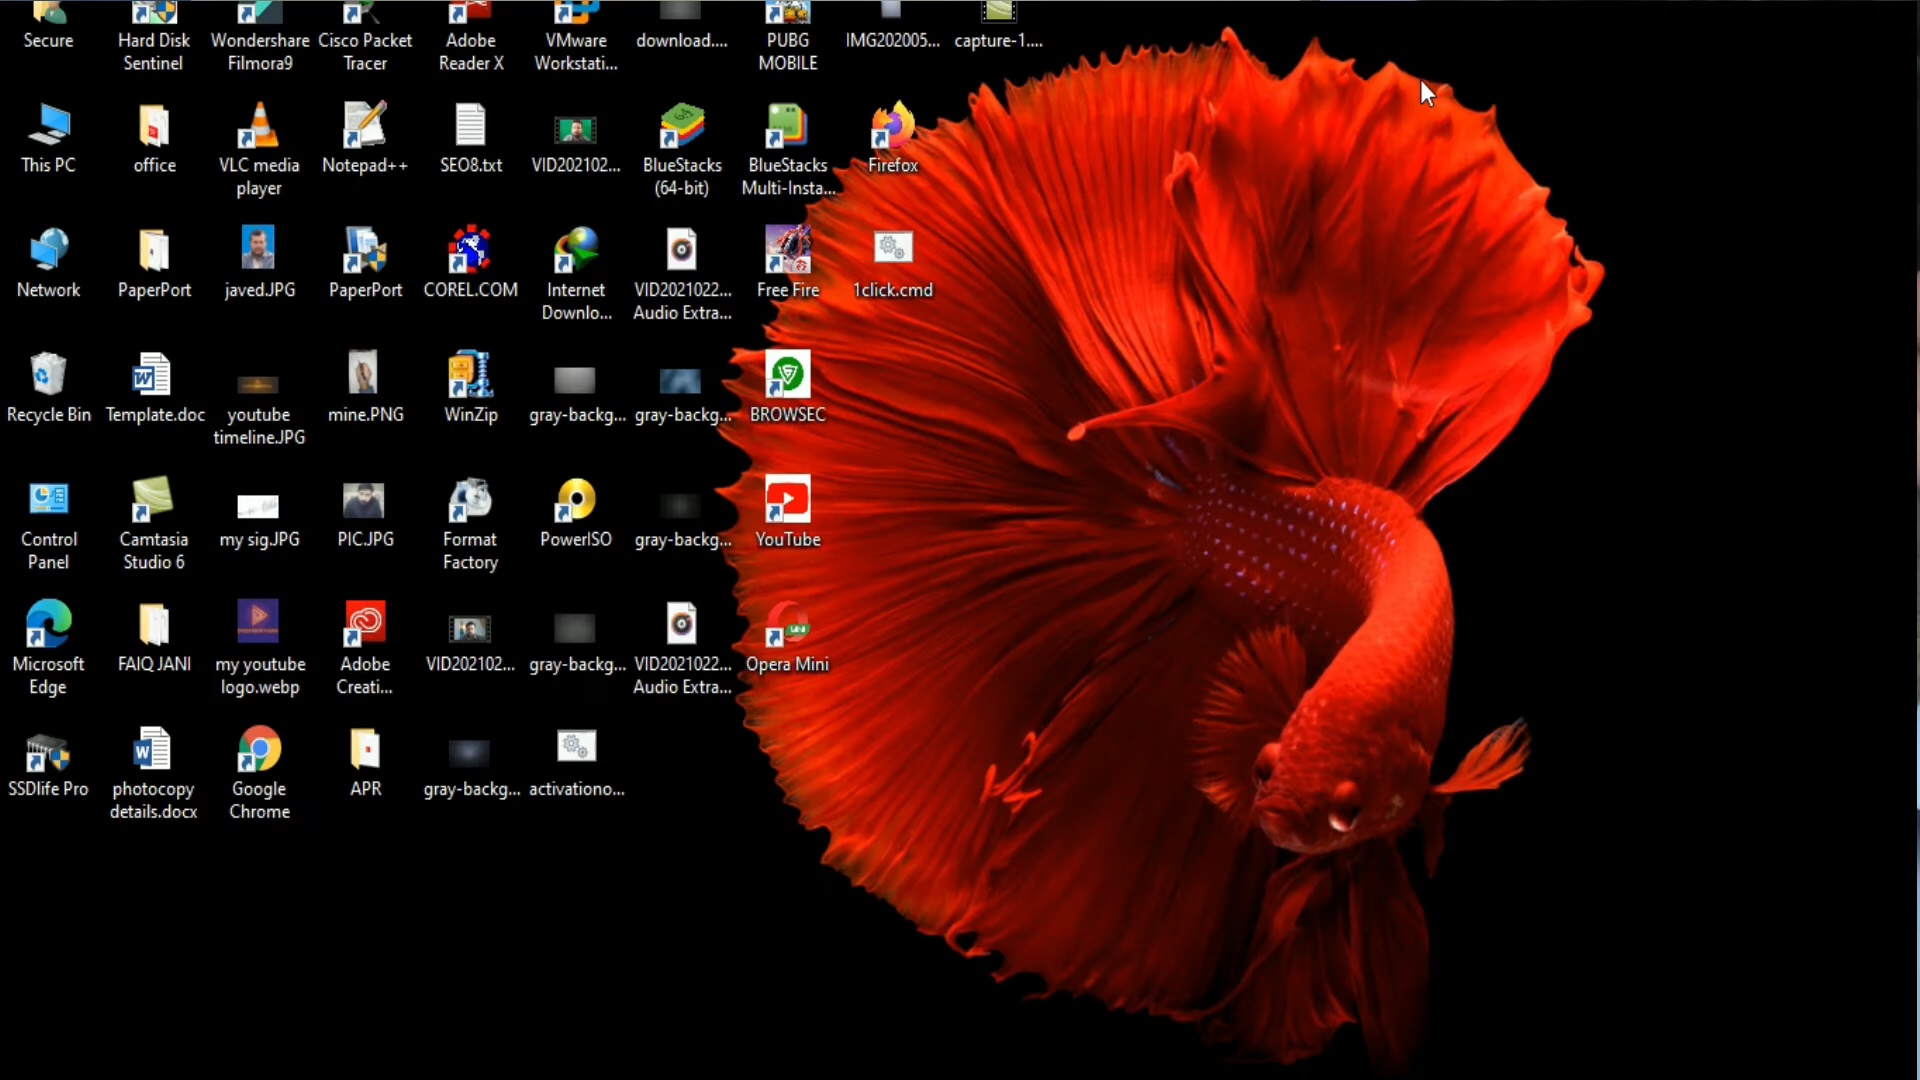 Secure
Hard Disk
Sentinel
Wondershare
Filmora9
Cisco Packet
Tracer
Adobe
Reader X
VMware
Workstati...
download....
PUBG
MOBILE
IMG202005...
capture-1....
This PC
office
VLC media
player
Notepad++
SEO8.txt
VID202102...
BlueStacks
(64-bit)
BlueStacks
Multi-Insta...
Firefox
Network
PaperPort
javed.JPG
PaperPort
COREL.COM
Internet
Downlo...
VID2021022...
Audio Extra...
Free Fire
1click.cmd
Recycle Bin
Template.doc
youtube
timeline.JPG
mine.PNG
WinZip
gray-backg...
gray-backg...
BROWSEC
Control
Panel
Camtasia
Studio 6
my sig.JPG
PIC.JPG
Format
Factory
PowerISO
gray-backg...
YouTube
Microsoft
Edge
FAIQ JANI
my youtube
logo.webp
Adobe
Creati...
VID202102...
gray-backg...
VID2021022...
Audio Extra...
Opera Mini
SSDlife Pro
photocopy
details.docx
Google
Chrome
APR
gray-backg...
activationo...